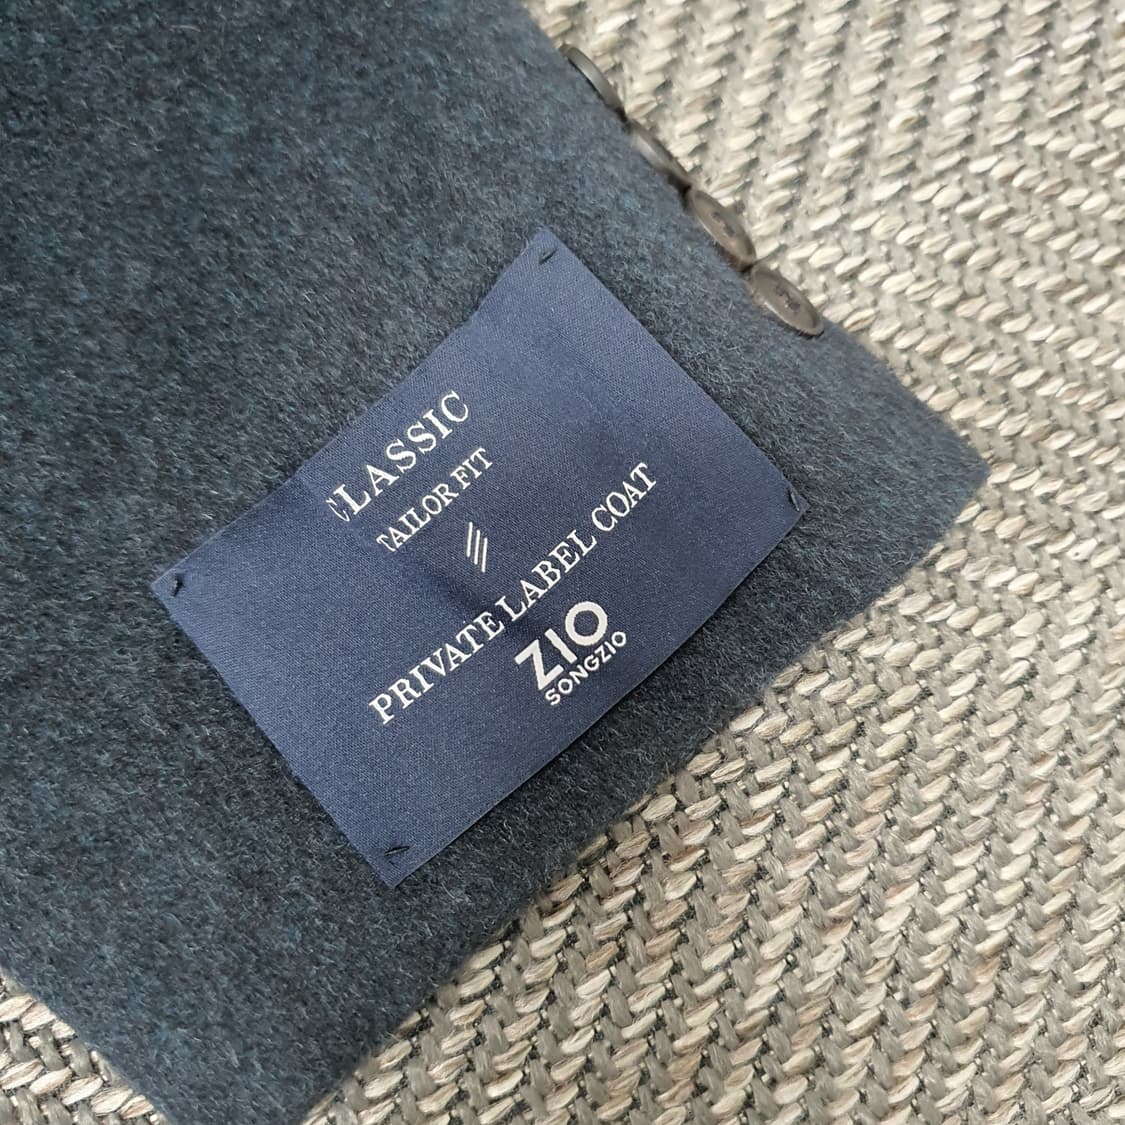 CLASSIC
TAILOR FIT
PRIVATE LABEL COAT
ZIO
SONGZIO